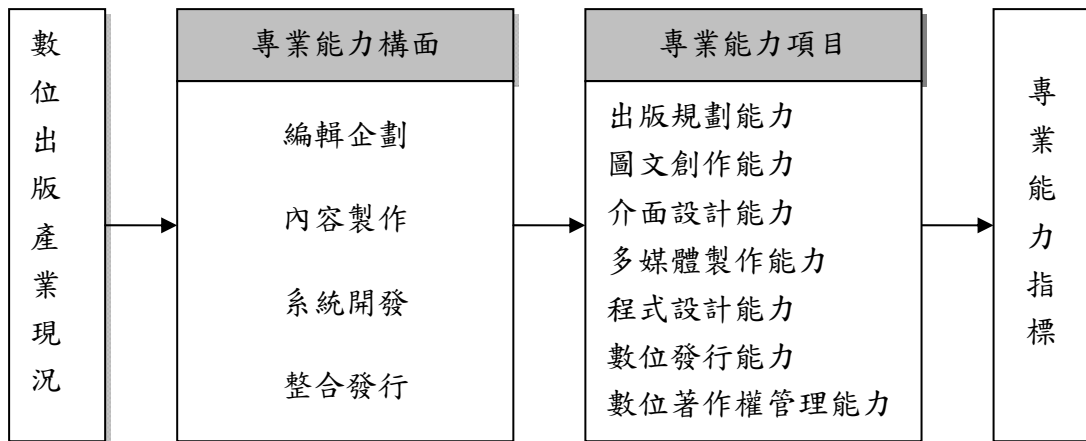 數位出版產業現況
專業能力構面
編輯企劃
內容製作
系統開發
整合發行
專業能力項目
出版規劃能力
圖文創作能力
介面設計能力
多媒體製作能力
程式設計能力
數位發行能力
數位著作權管理能力
專業能力指標